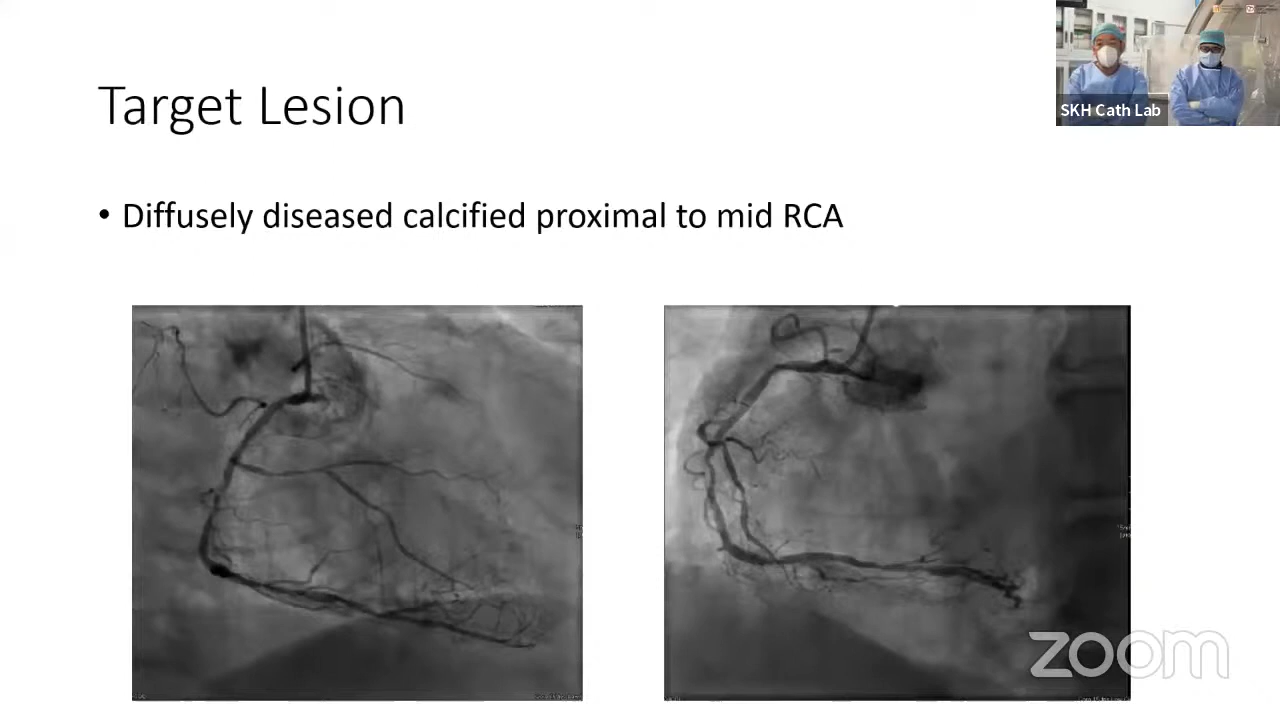 Target Lesion
• Diffusely diseased calcified proximal to mid RCA
SKH Cath Lab
zoom